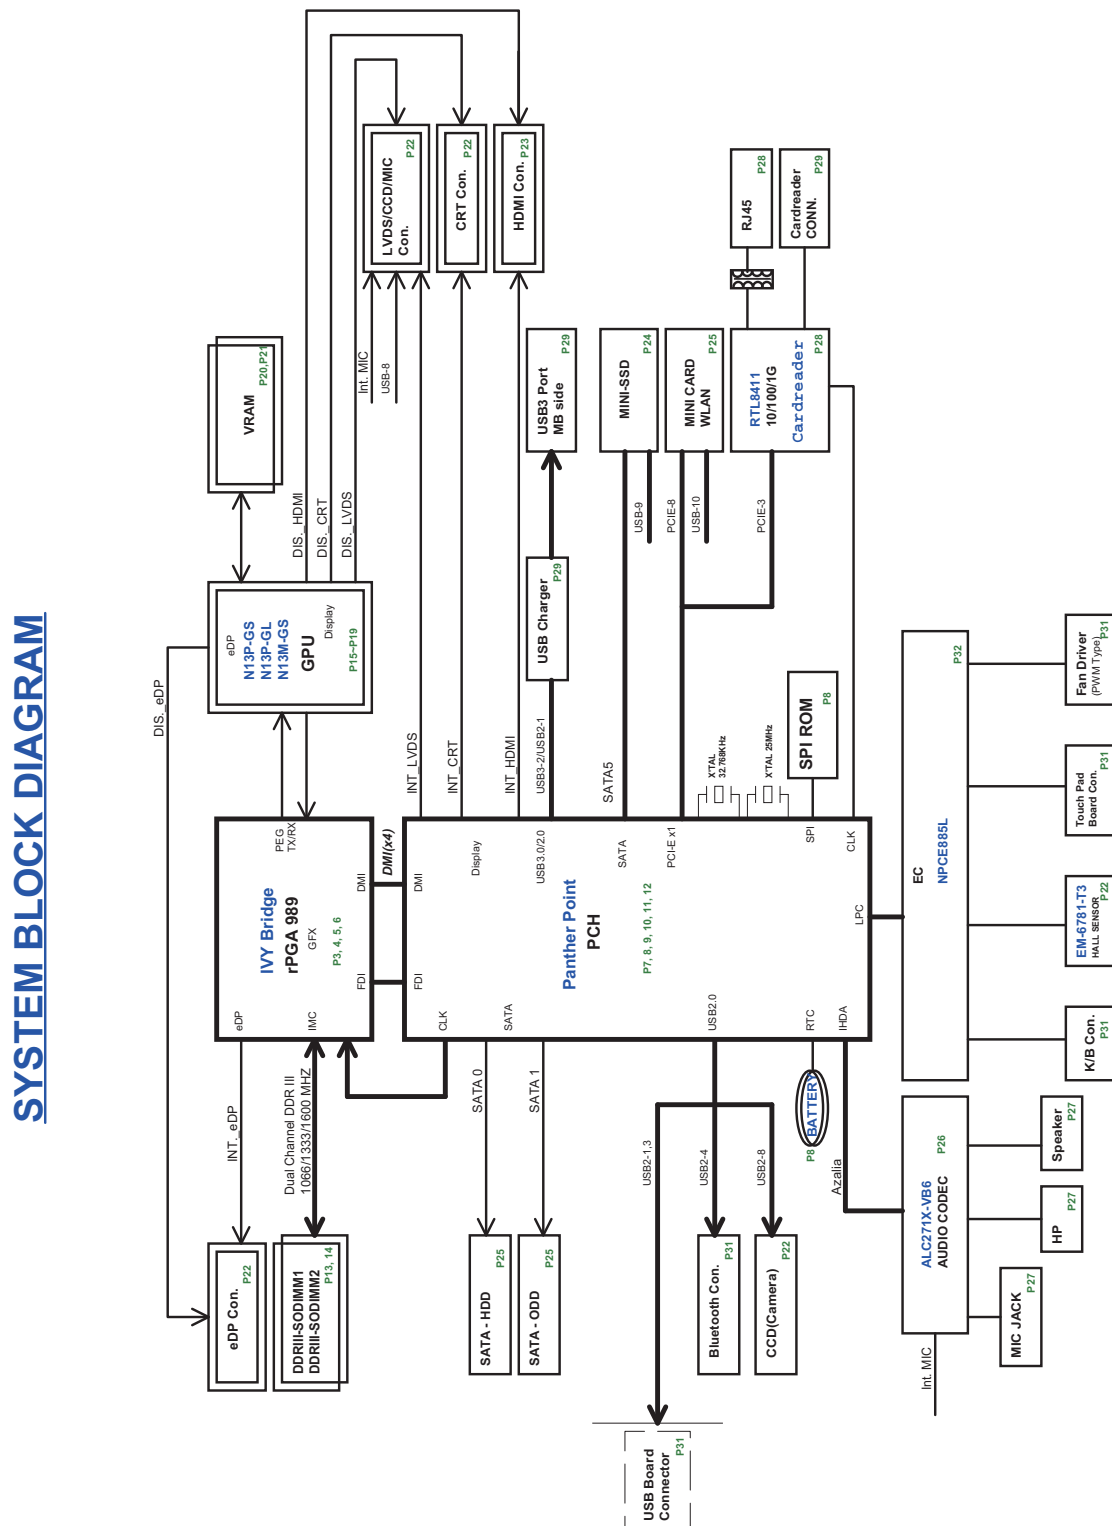 SYSTEM BLOCK DIAGRAM
eDP Con.
P22
DDRIII-SODIMM1
DDRIII-SODIMM2
P13, 14
DIS._eDP
INT._eDP
Dual Channel DDR III
1066/1333/1600 MHZ
eDP
IMC
IVY Bridge
rPGA 989
GFX
P3, 4, 5, 6
PEG
TX/RX
FDI
DMI
DMI(x4)
eDP
N13P-GS
N13P-GL
N13M-GS
GPU
Display
P15~P19
VRAM
P20,P21
DIS._HDMI
DIS._CRT
DIS._LVDS
LVDS/CCD/MIC
Con.
P22
CRT Con.
P22
HDMI Con.
P23
Int. MIC
USB-8
INT_LVDS
INT_CRT
INT_HDMI
FDI
DMI
CLK
SATA
Display
USB3.0/2.0
SATA
PCI-E x1
Panther Point
PCH
P7, 8, 9, 10, 11, 12
USB2.0
RTC
IHDA
LPC
SPI
CLK
SATA 0
SATA 1
SATA - HDD
P25
SATA - ODD
P25
USB3-2/USB2-1
USB Charger
P29
USB3 Port
MB side
P29
SATA5
MINI-SSD
P24
USB-9
PCIE-8
MINI CARD
WLAN
P25
USB-10
PCIE-3
RTL8411
10/100/1G
Cardreader
P28
RJ45
P28
Cardreader
CONN.
P29
X'TAL
32.768KHz
X'TAL 25MHz
SPI ROM
P8
USB2-1,3
USB2-4
USB2-8
USB Board
Connector
P31
Bluetooth Con.
P31
CCD(Camera)
P22
P8
BATTERY
Azalia
ALC271X-VB6
AUDIO CODEC
P26
Int. MIC
MIC JACK
P27
HP
P27
Speaker
P27
EC
NPCE885L
P32
K/B Con.
P31
EM-6781-T3
HALL SENSOR
P22
Touch Pad
Board Con.
P31
Fan Driver
(PWM Type)
P31